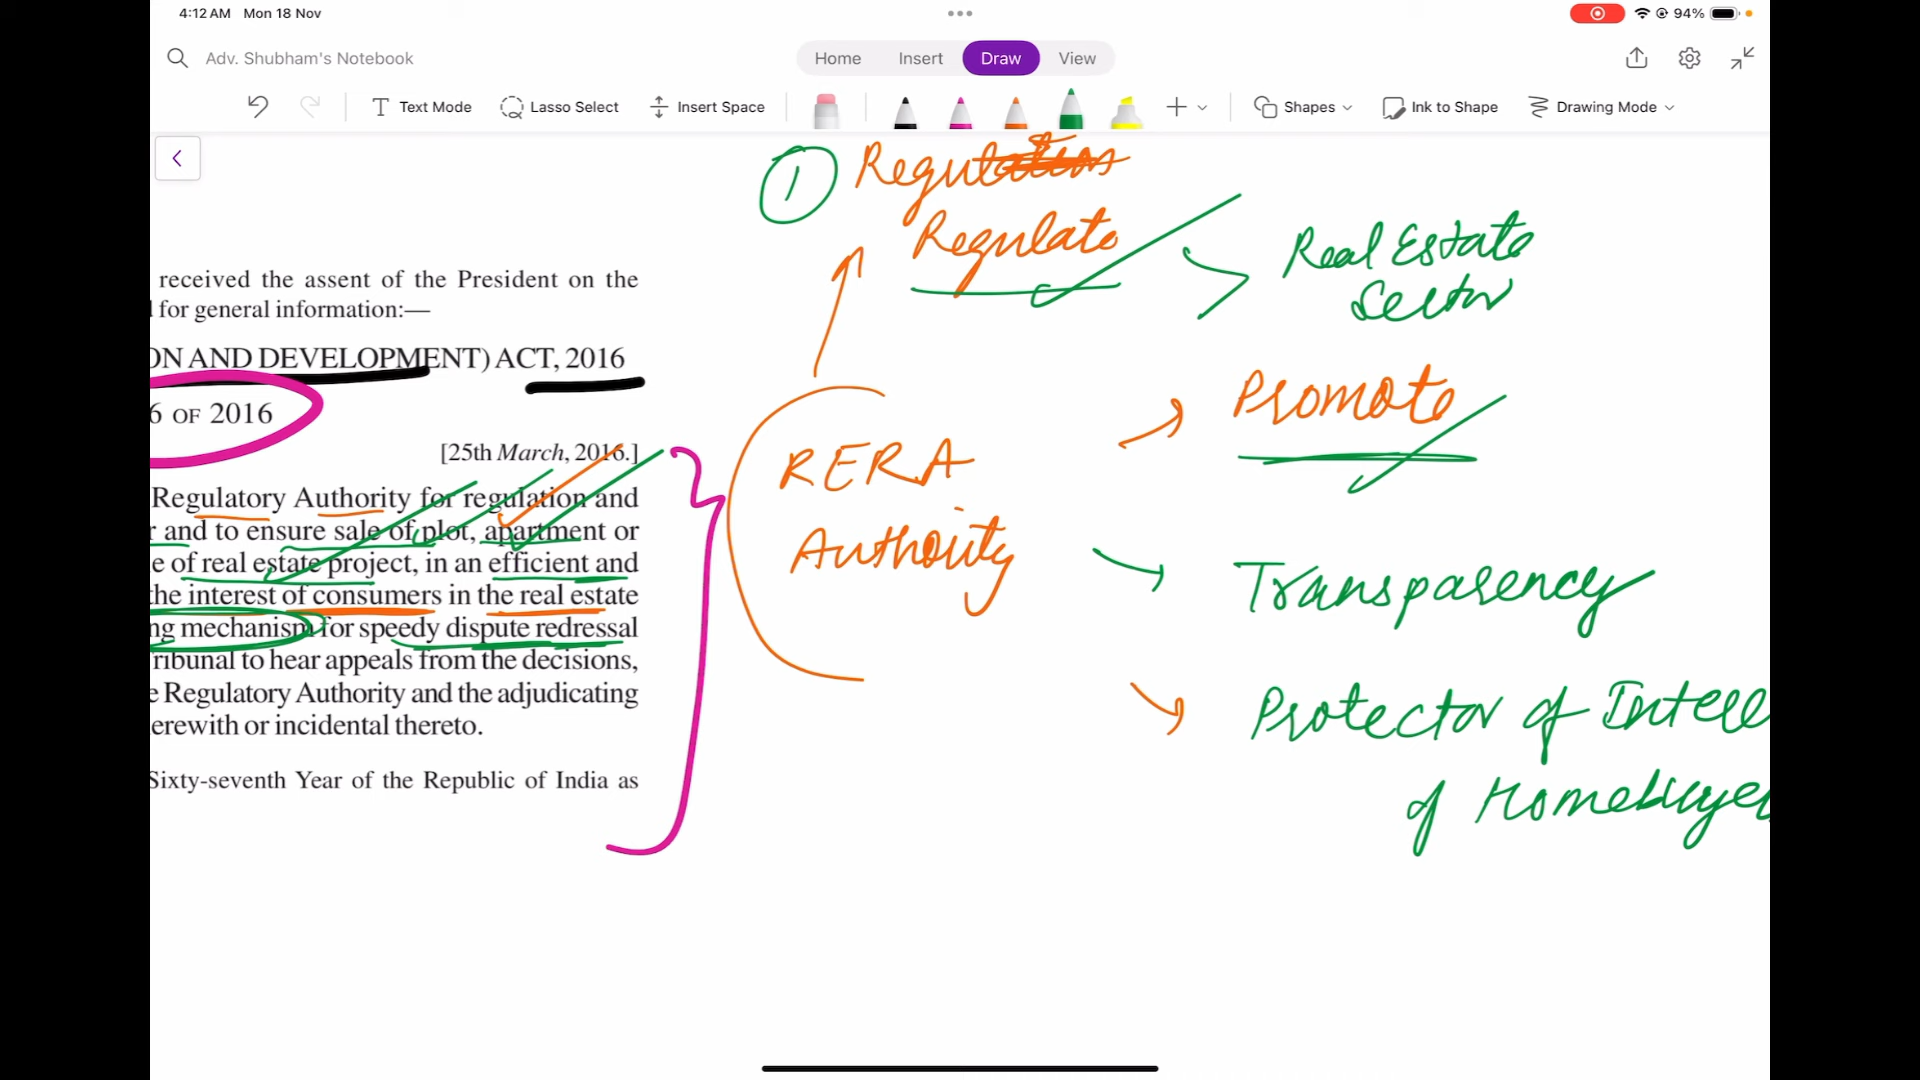 4:12 AM Mon 18 Nov
94%
Adv. Shubham's Notebook
Home Insert Draw View
Text Mode Lasso Select Insert Space Shapes Ink to Shape Drawing Mode
received the assent of the President on the
for general information:—
ON AND DEVELOPMENT) ACT, 2016
6 OF 2016
[25th March, 2016.]
Regulatory Authority for regulation and
r and to ensure sale of plot, apartment or
e of real estate project, in an efficient and
the interest of consumers in the real estate
ng mechanism for speedy dispute redressal
ribunal to hear appeals from the decisions,
e Regulatory Authority and the adjudicating
erewith or incidental thereto.
Sixty-seventh Year of the Republic of India as
1
Regulate
Real Estate
Sector
RERA
Authority
Promote
Transparency
Protector of Intere
of Homebuye